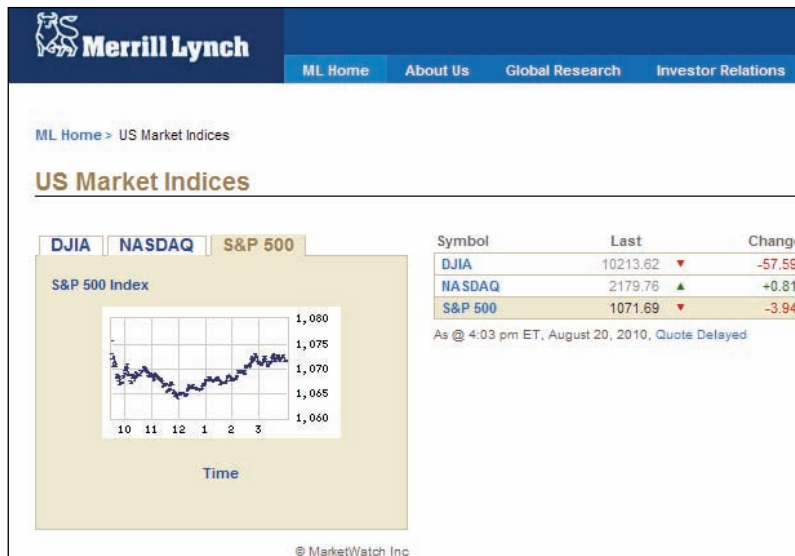 Merrill Lynch
ML Home About Us Global Research Investor Relations
ML Home > US Market Indices
US Market Indices
DJIA NASDAQ S&P 500
S&P 500 Index
1,080
1,075
1,070
1,065
1,060
10 11 12 1 2 3
Time
© MarketWatch Inc
Symbol Last Change
DJIA 10213.62 ▼ -57.59
NASDAQ 2179.76 ▲ +0.81
S&P 500 1071.69 ▼ -3.94
As @ 4:03 pm ET, August 20, 2010, Quote Delayed